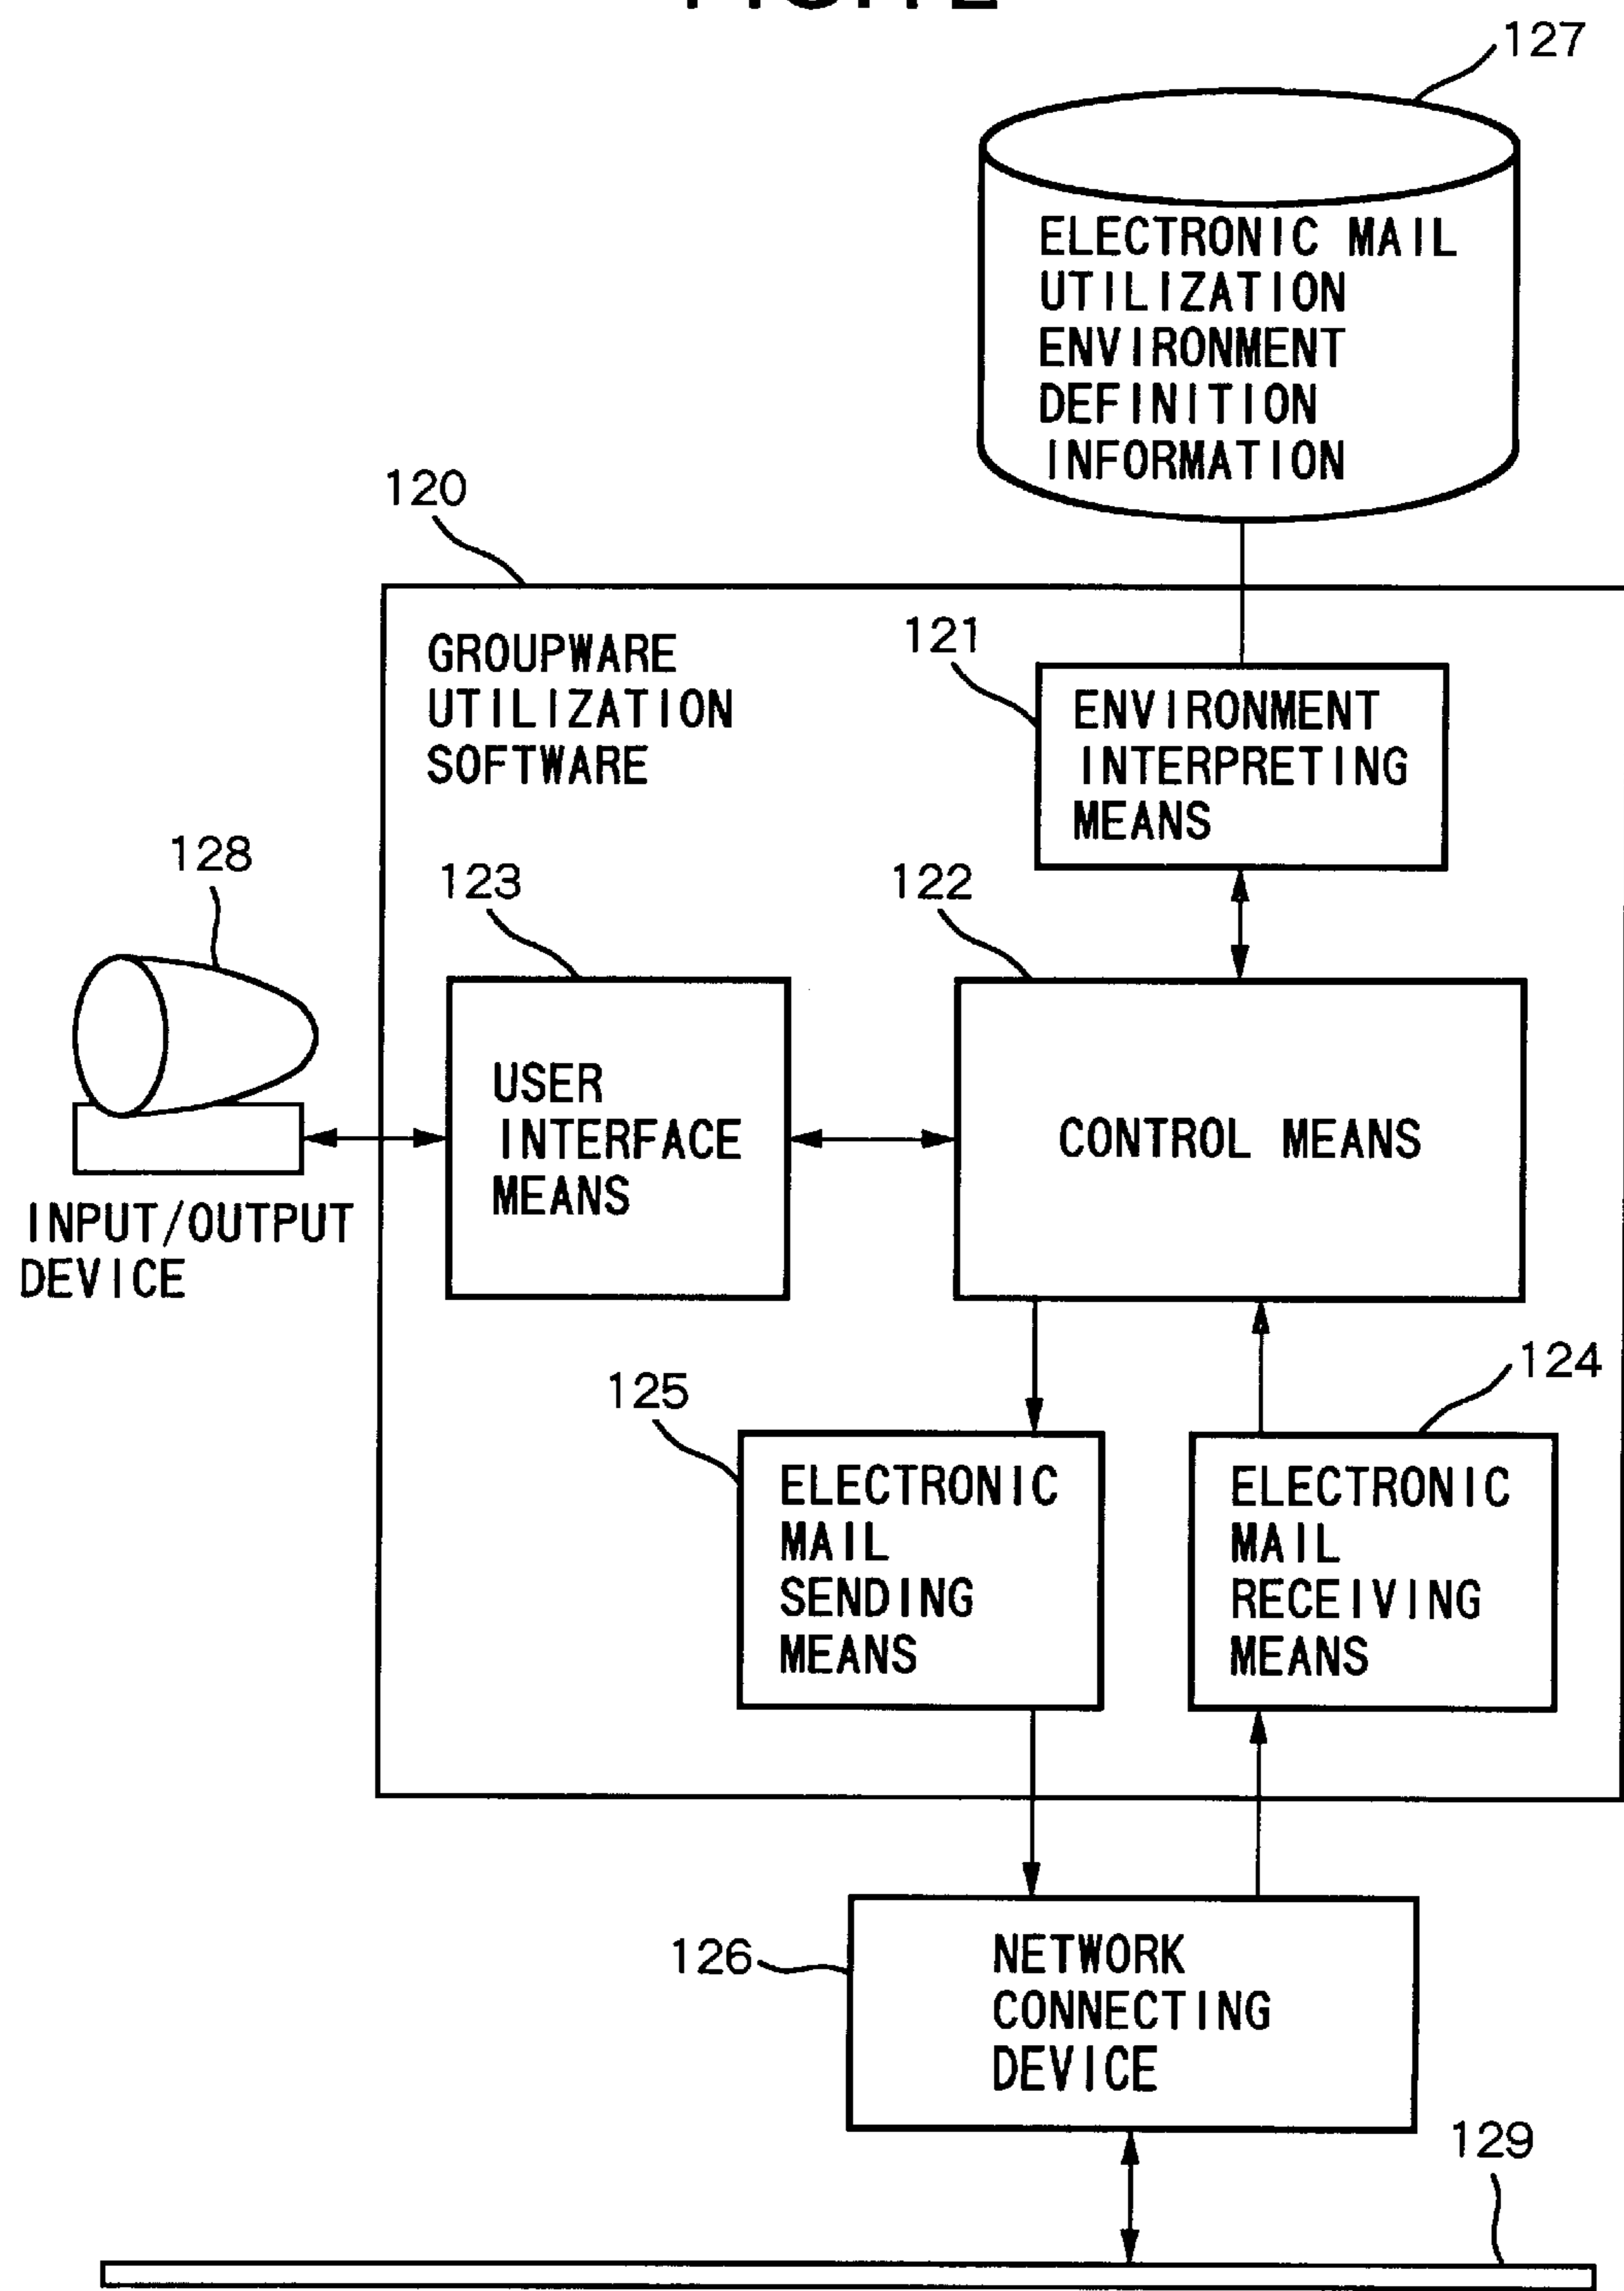 127
ELECTRONIC MAIL
UTILIZATION
ENVIRONMENT
DEFINITION
INFORMATION
120
GROUPWARE
UTILIZATION
SOFTWARE
121
ENVIRONMENT
INTERPRETING
MEANS
128
123
122
USER
INTERFACE
MEANS
CONTROL MEANS
INPUT/OUTPUT
DEVICE
125
124
ELECTRONIC
MAIL
SENDING
MEANS
ELECTRONIC
MAIL
RECEIVING
MEANS
126
NETWORK
CONNECTING
DEVICE
129